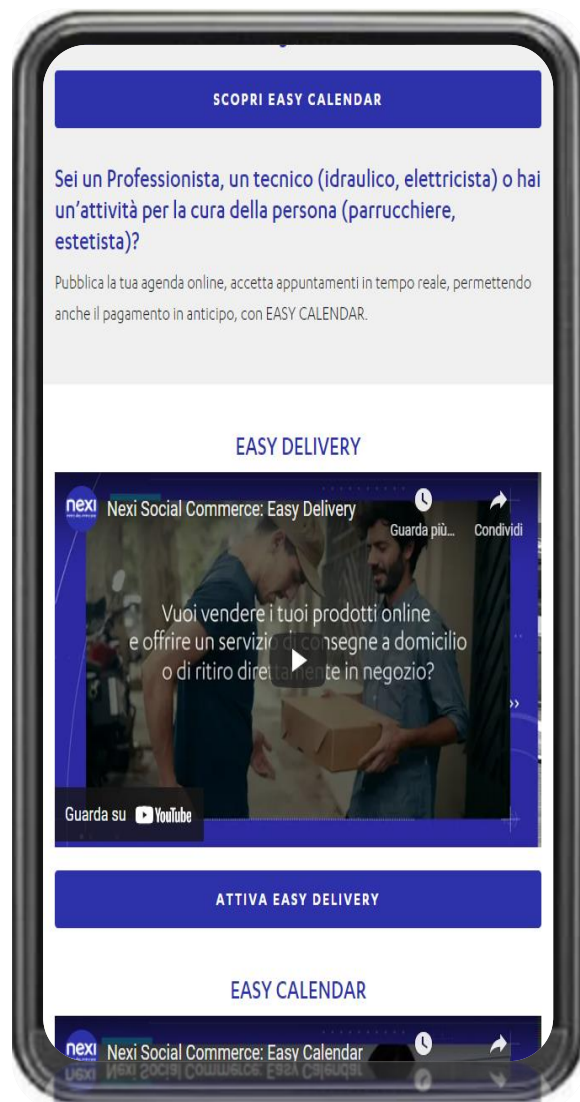 SCOPRI EASY CALENDAR
Sei un Professionista, un tecnico (idraulico, elettricista) o hai
un'attività per la cura della persona (parrucchiere,
estetista)?
Pubblica la tua agenda online, accetta appuntamenti in tempo reale, permettendo
anche il pagamento in anticipo, con EASY CALENDAR.
EASY DELIVERY
nexi
Nexi Social Commerce: Easy Delivery
Guarda più...
Condividi
Vuoi vendere i tuoi prodotti online
e offrire un servizio di consegne a domicilio
o di ritiro direttamente in negozio?
Guarda su YouTube
ATTIVA EASY DELIVERY
EASY CALENDAR
nexi
Nexi Social Commerce: Easy Calendar